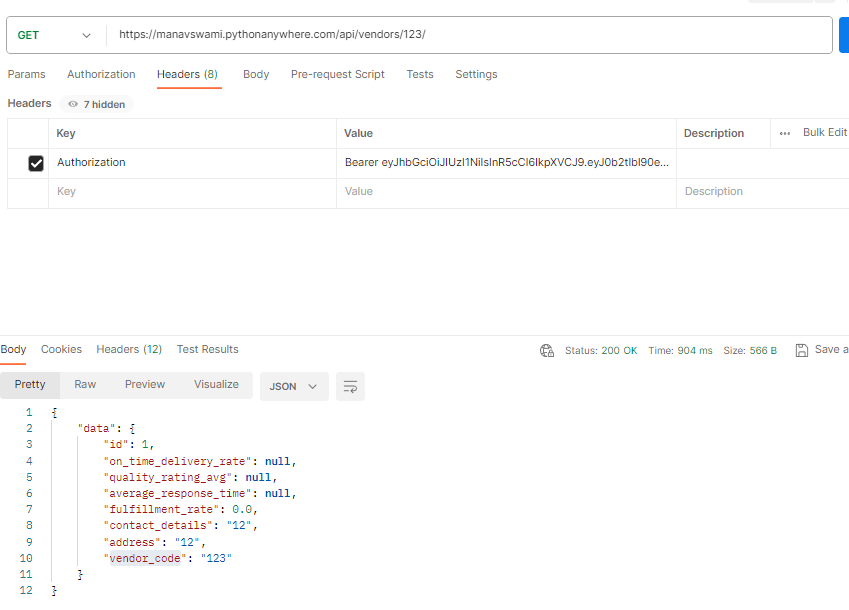 GET https://manavswami.pythonanywhere.com/api/vendors/123/
Params Authorization Headers (8) Body Pre-request Script Tests Settings
Headers 7 hidden
Key Value Description ••• Bulk Edit
Authorization Bearer eyJhbGciOiJIUzI1NiIsInR5cCI6IkpXVCJ9.eyJ0b2tlbl90e...
Key Value Description
Body Cookies Headers (12) Test Results Status: 200 OK Time: 904 ms Size: 566 B Save a
Pretty Raw Preview Visualize JSON
1 {
2 "data": {
3 "id": 1,
4 "on_time_delivery_rate": null,
5 "quality_rating_avg": null,
6 "average_response_time": null,
7 "fulfillment_rate": 0.0,
8 "contact_details": "12",
9 "address": "12",
10 "vendor_code": "123"
11 }
12 }